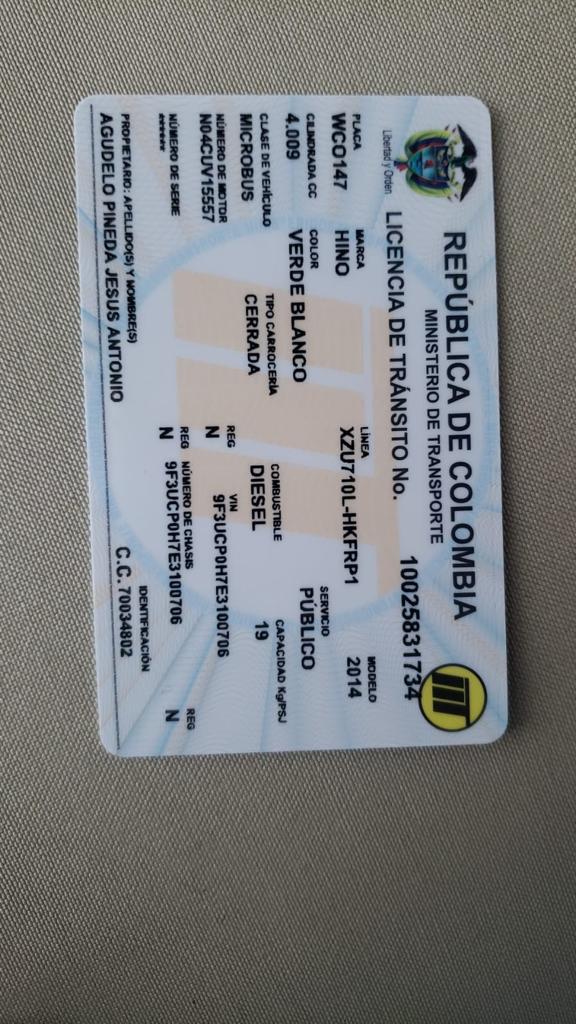 REPÚBLICA DE COLOMBIA
MINISTERIO DE TRANSPORTE
Libertad y Orden
LICENCIA DE TRÁNSITO No. 10025831734
PLACA MARCA LÍNEA MODELO
WCO147 HINO XZU710L-HKFRP1 2014
CILINDRADA CC COLOR SERVICIO
4.009 VERDE BLANCO PÚBLICO
CLASE DE VEHÍCULO TIPO CARROCERÍA COMBUSTIBLE CAPACIDAD Kg/PSJ
MICROBUS CERRADA DIESEL 19
NÚMERO DE MOTOR REG VIN
N04CUV15557 N 9F3UCP0H7E3100706
NÚMERO DE SERIE REG NÚMERO DE CHASIS REG
****** N 9F3UCP0H7E3100706 N
PROPIETARIO: APELLIDO(S) Y NOMBRE(S) IDENTIFICACIÓN
AGUDELO PINEDA JESUS ANTONIO C.C. 70034802